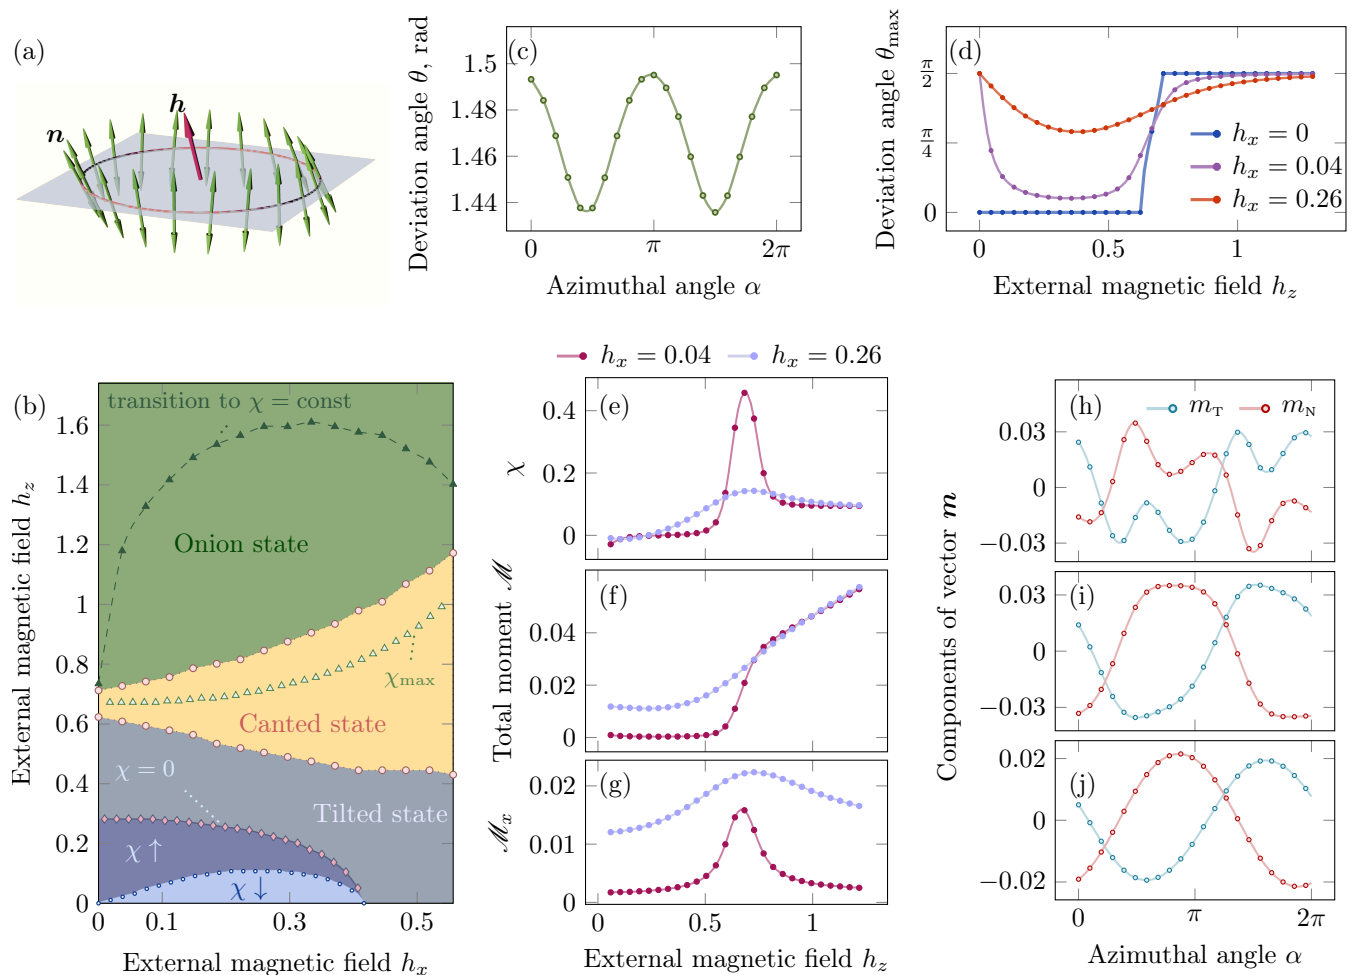 (a)
h
n
(c)
Deviation angle θ, rad
1.5
1.48
1.46
1.44
0
π
2π
Azimuthal angle α
(d)
Deviation angle θmax
π/2
π/4
0
hx = 0
hx = 0.04
hx = 0.26
0
0.5
1
External magnetic field hz
(b)
External magnetic field hz
1.6
1.4
1.2
1
0.8
0.6
0.4
0.2
0
transition to χ = const
Onion state
χmax
Canted state
χ = 0
Tilted state
χ ↑
χ ↓
0
0.1
0.3
0.5
External magnetic field hx
hx = 0.04
hx = 0.26
(e)
χ
0.4
0.2
0
(f)
Total moment ℳ
0.04
0.02
0
(g)
ℳx
0.02
0.01
0
0
0.5
1
External magnetic field hz
(h)
mT
mN
0.03
0
−0.03
(i)
Components of vector m
0.03
0
−0.03
(j)
0.02
0
−0.02
0
π
2π
Azimuthal angle α